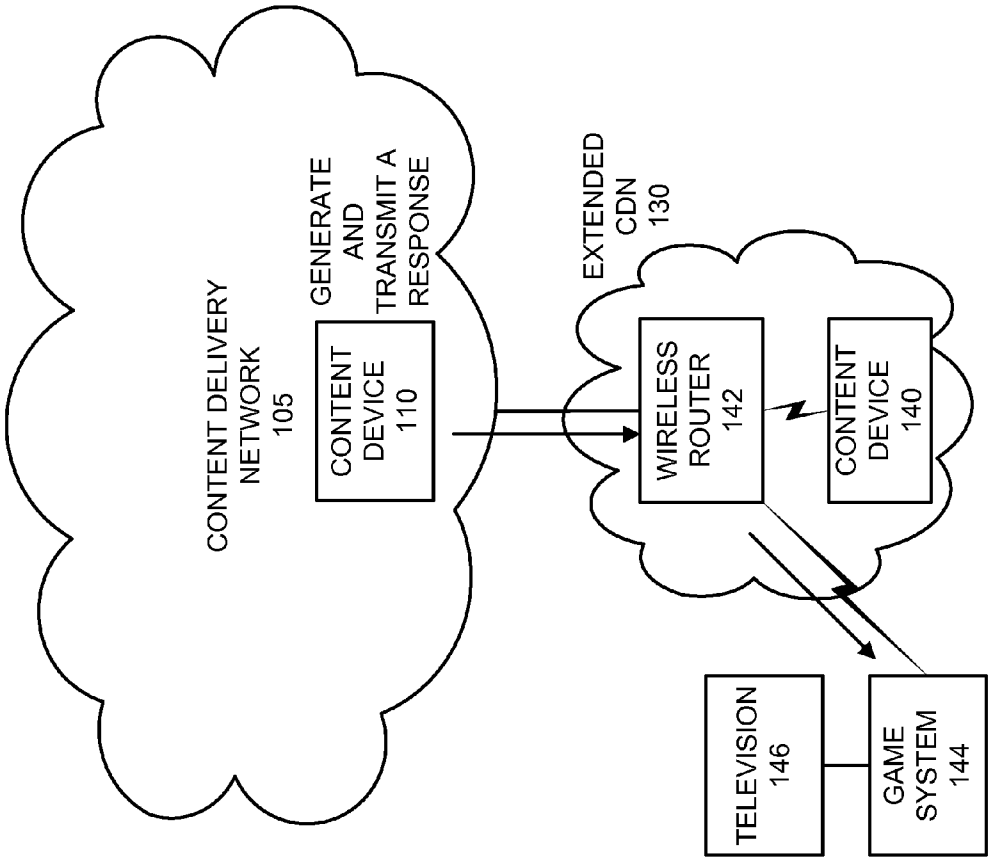 CONTENT DELIVERY
NETWORK
105
GENERATE
AND
TRANSMIT A
RESPONSE
CONTENT
DEVICE
110
EXTENDED
CDN
130
WIRELESS
ROUTER
142
CONTENT
DEVICE
140
TELEVISION
146
GAME
SYSTEM
144